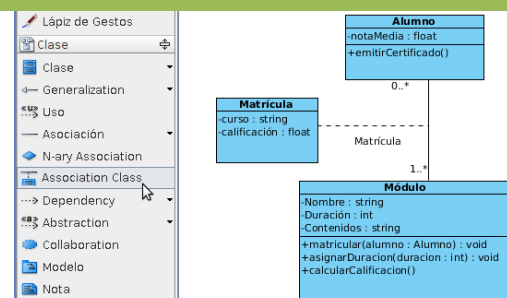 Lápiz de Gestos
Clase
Clase
Generalization
«us» Uso
Asociación
N-ary Association
Association Class
Dependency
Abstraction
Collaboration
Modelo
Nota
Alumno
-notaMedia : float
+emitirCertificado()
0..*
Matrícula
-curso : string
-calificación : float
Matrícula
1..*
Módulo
-Nombre : string
-Duración : int
-Contenidos : string
+matricular(alumno : Alumno) : void
+asignarDuracion(duracion : int) : void
+calcularCalificacion()